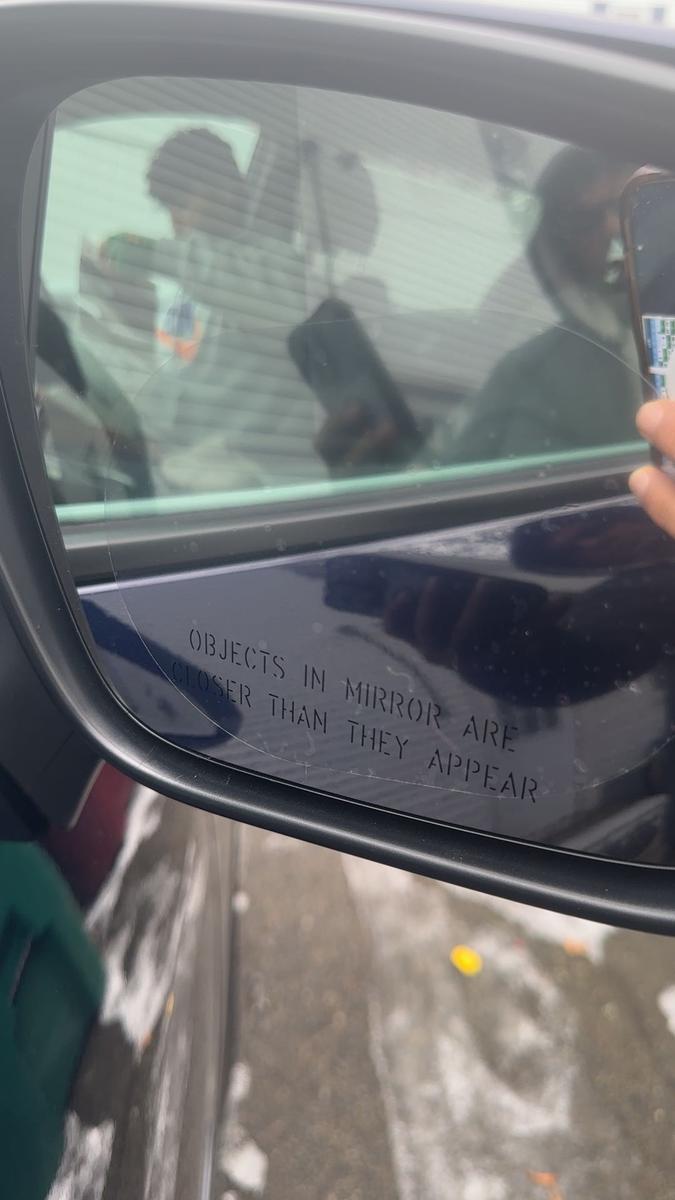 OBJECTS IN MIRROR ARE
CLOSER THAN THEY APPEAR